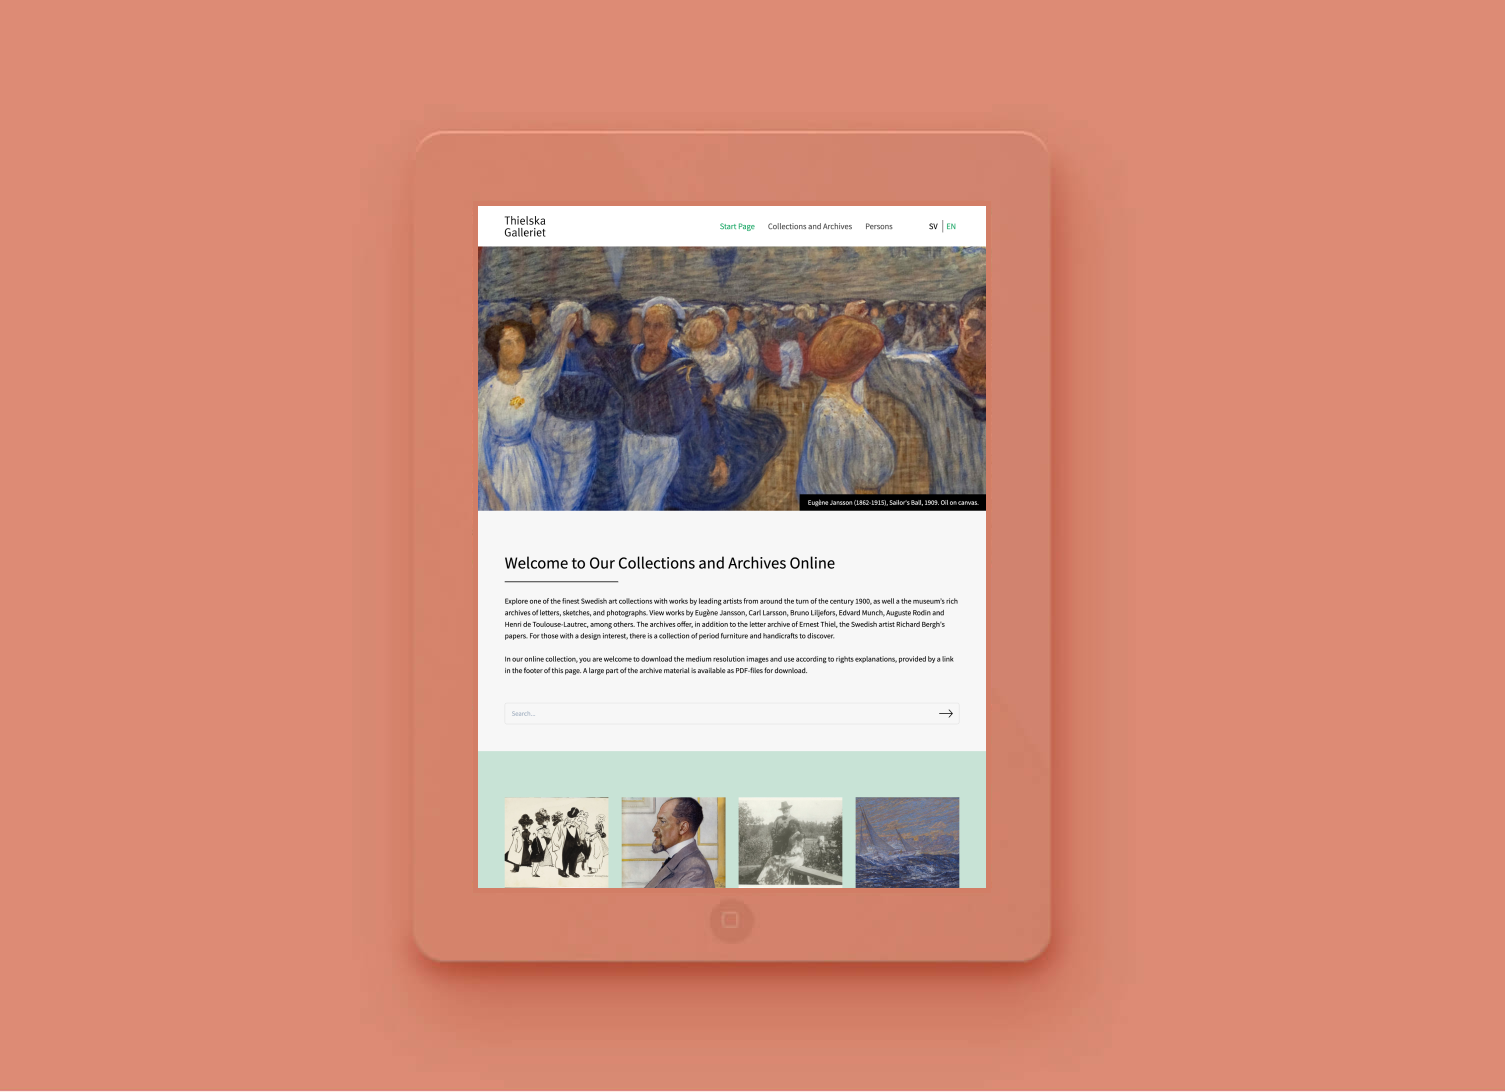 Thielska
Galleriet
Start Page
Collections and Archives
Persons
SV
EN
Eugène Jansson (1862-1915), Sailor's Ball, 1909. Oil on canvas.
Welcome to Our Collections and Archives Online
Explore one of the finest Swedish art collections with works by leading artists from around the turn of the century 1900, as well a the museum's rich
archives of letters, sketches, and photographs. View works by Eugène Jansson, Carl Larsson, Bruno Liljefors, Edvard Munch, Auguste Rodin and
Henri de Toulouse-Lautrec, among others. The archives offer, in addition to the letter archive of Ernest Thiel, the Swedish artist Richard Bergh's
papers. For those with a design interest, there is a collection of period furniture and handicrafts to discover.
In our online collection, you are welcome to download the medium resolution images and use according to rights explanations, provided by a link
in the footer of this page. A large part of the archive material is available as PDF-files for download.
Search...